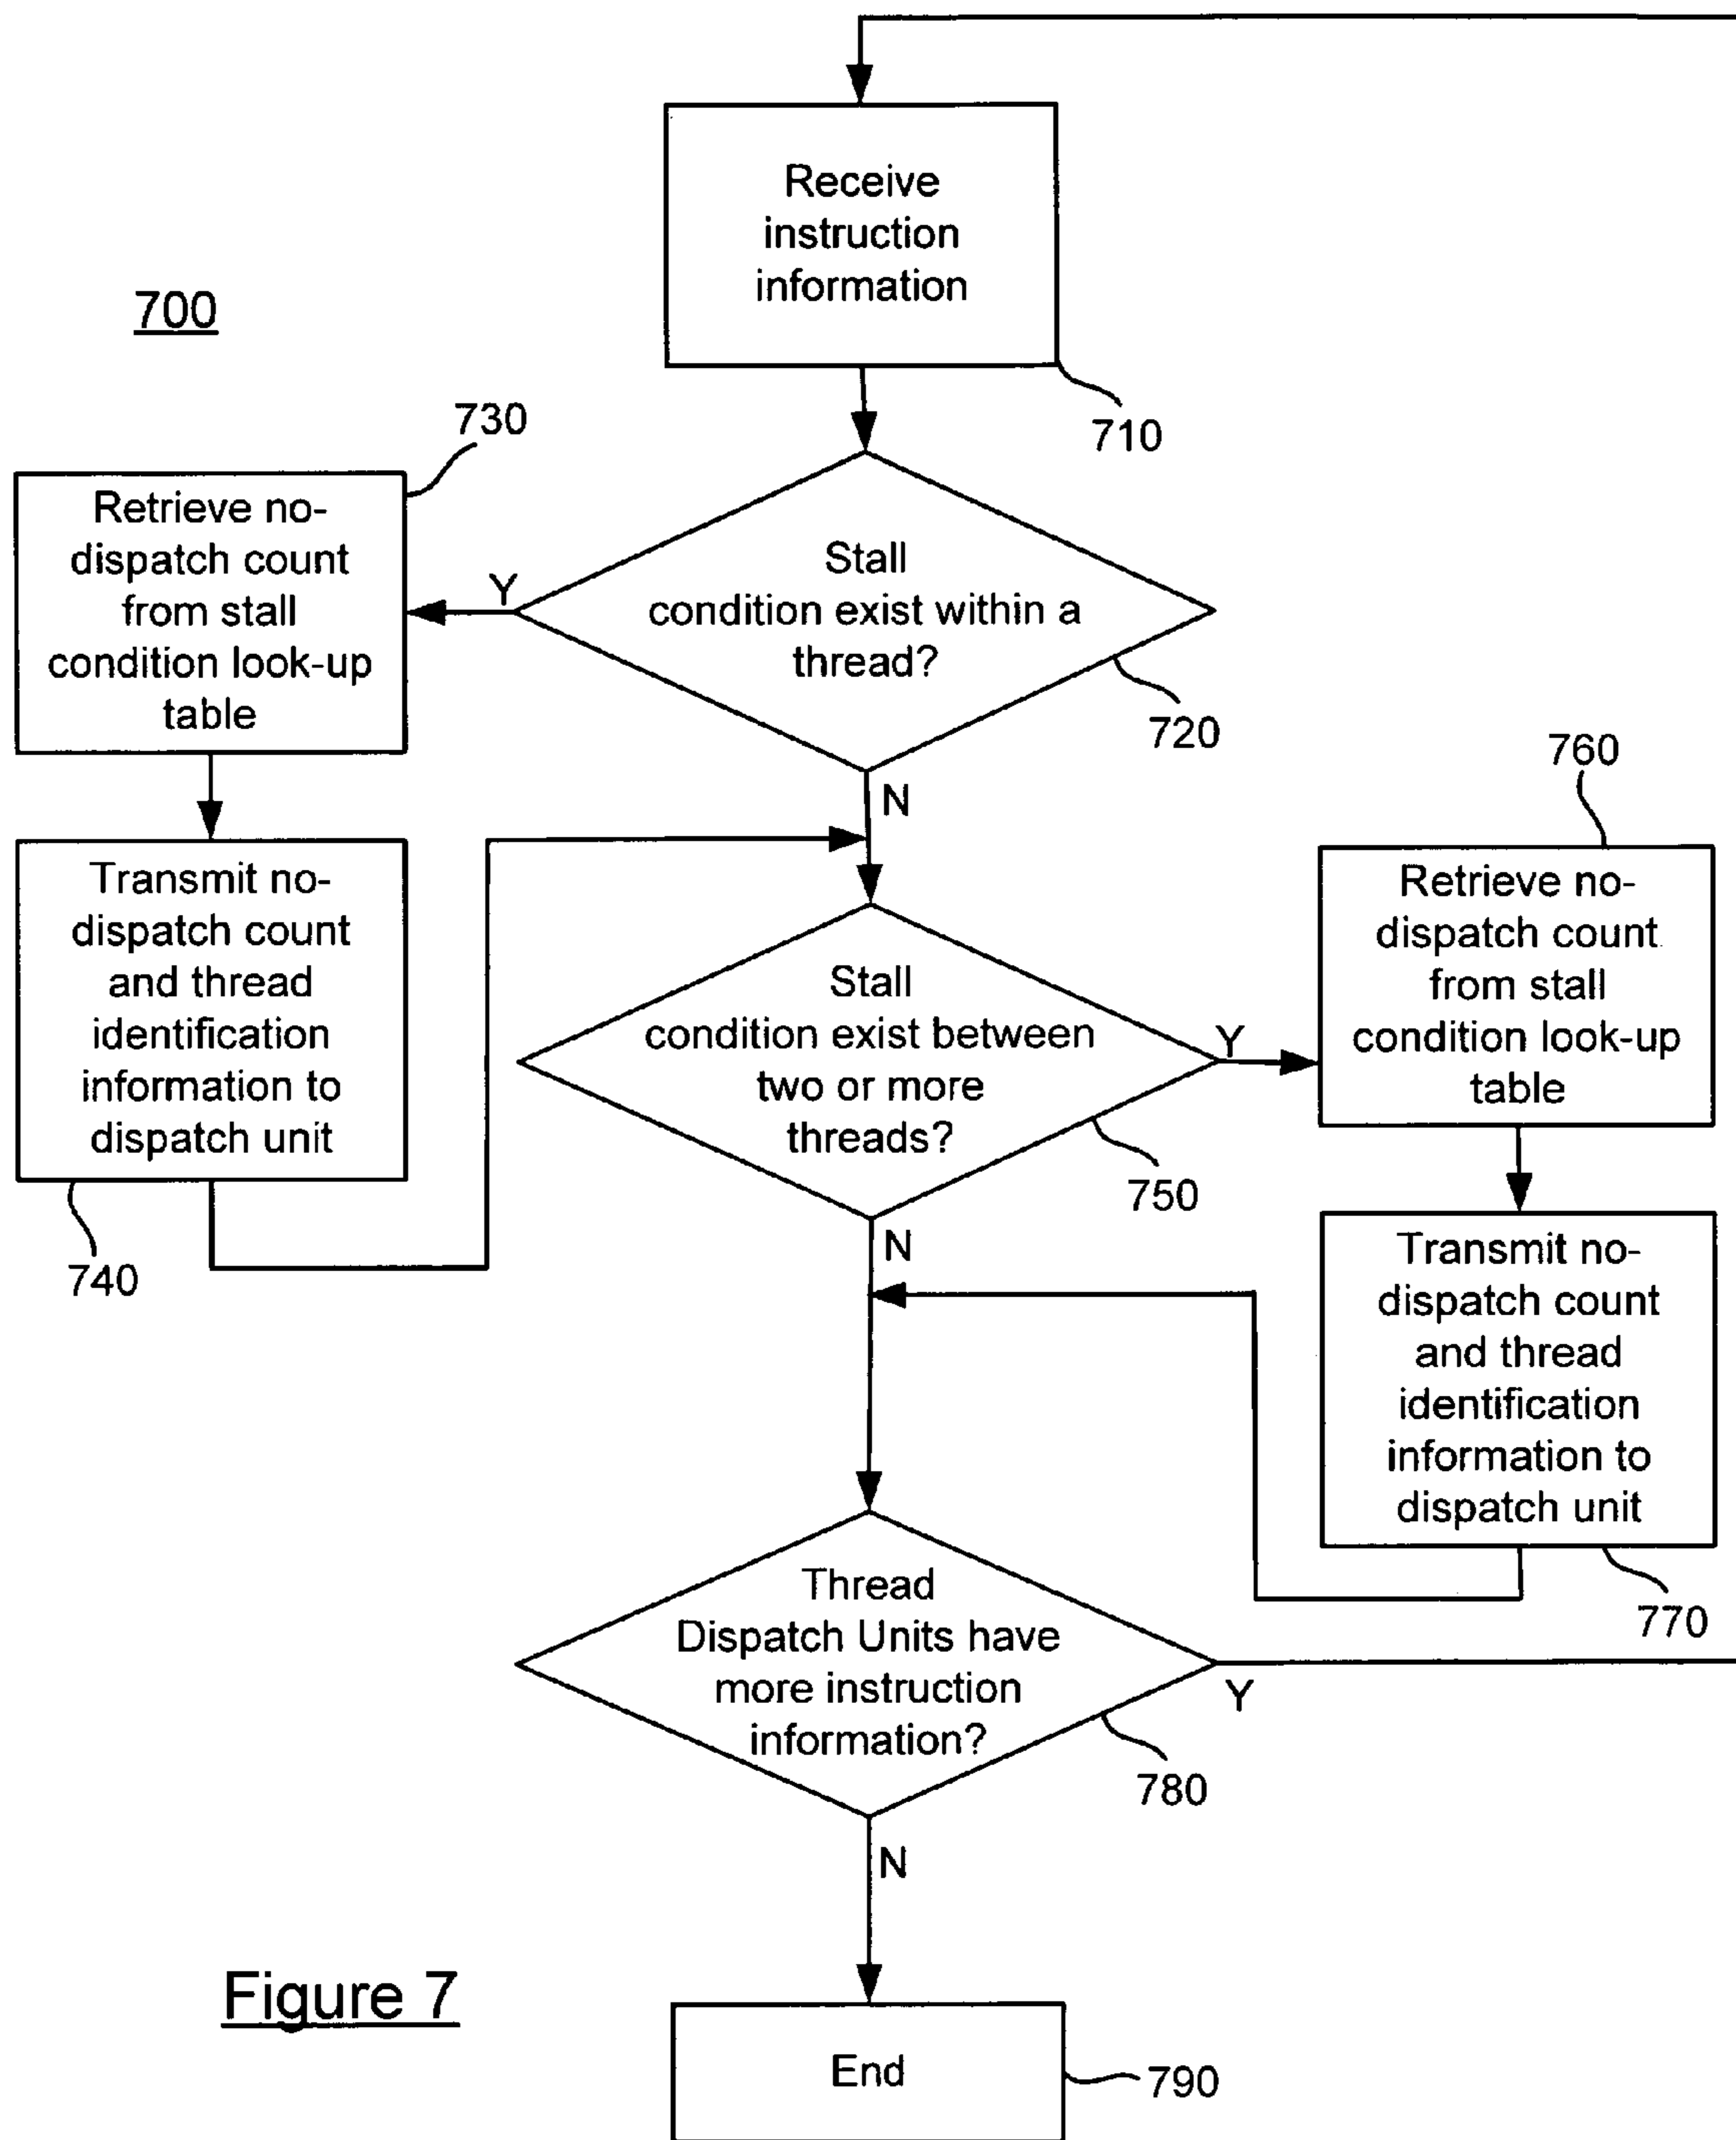 Receive
instruction
information
700
710
730
Retrieve no-
dispatch count
from stall
condition look-up
table
Y
Stall
condition exist within a
thread?
720
N
Transmit no-
dispatch count
and thread
identification
information to
dispatch unit
740
760
Retrieve no-
dispatch count
from stall
condition look-up
table
Stall
condition exist between
two or more
threads?
Y
750
N
Transmit no-
dispatch count
and thread
identification
information to
dispatch unit
770
Thread
Dispatch Units have
more instruction
information?
Y
780
N
Figure 7
End
790